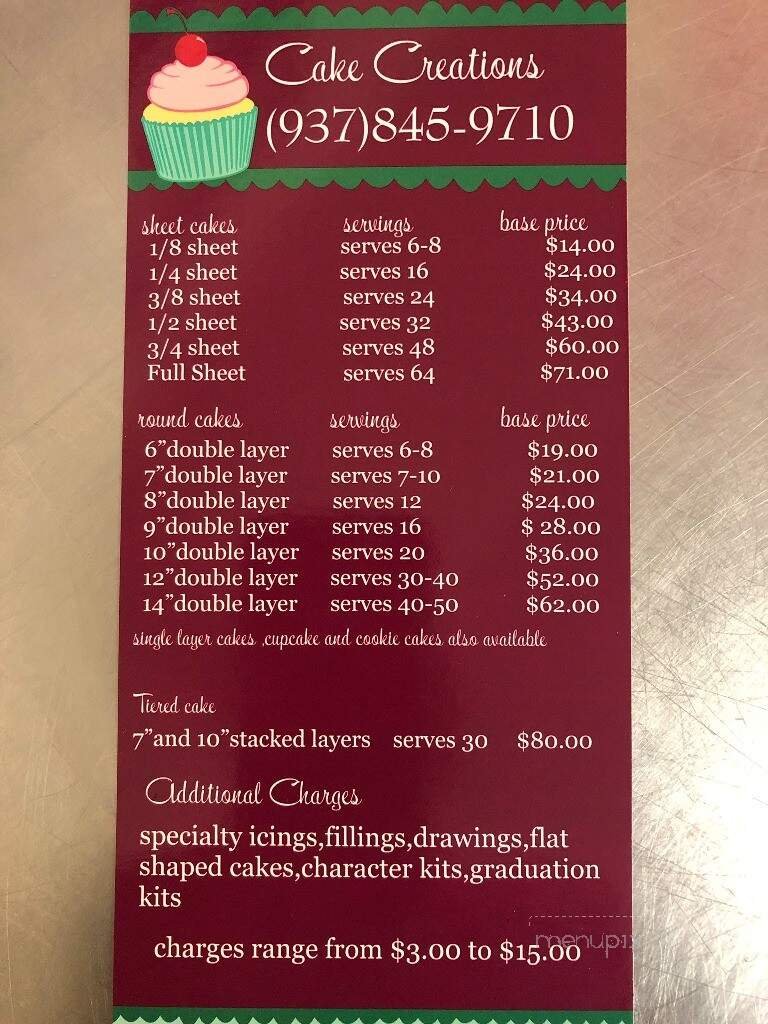 Cake Creations
(937)845-9710
sheet cakes servings base price
1/8 sheet serves 6-8 $14.00
1/4 sheet serves 16 $24.00
3/8 sheet serves 24 $34.00
1/2 sheet serves 32 $43.00
3/4 sheet serves 48 $60.00
Full Sheet serves 64 $71.00
round cakes servings base price
6”double layer serves 6-8 $19.00
7”double layer serves 7-10 $21.00
8”double layer serves 12 $24.00
9”double layer serves 16 $ 28.00
10”double layer serves 20 $36.00
12”double layer serves 30-40 $52.00
14”double layer serves 40-50 $62.00
single layer cakes ,cupcake and cookie cakes also available
Tiered cake
7”and 10”stacked layers serves 30 $80.00
Additional Charges
specialty icings,fillings,drawings,flat
shaped cakes,character kits,graduation
kits
charges range from $3.00 to $15.00